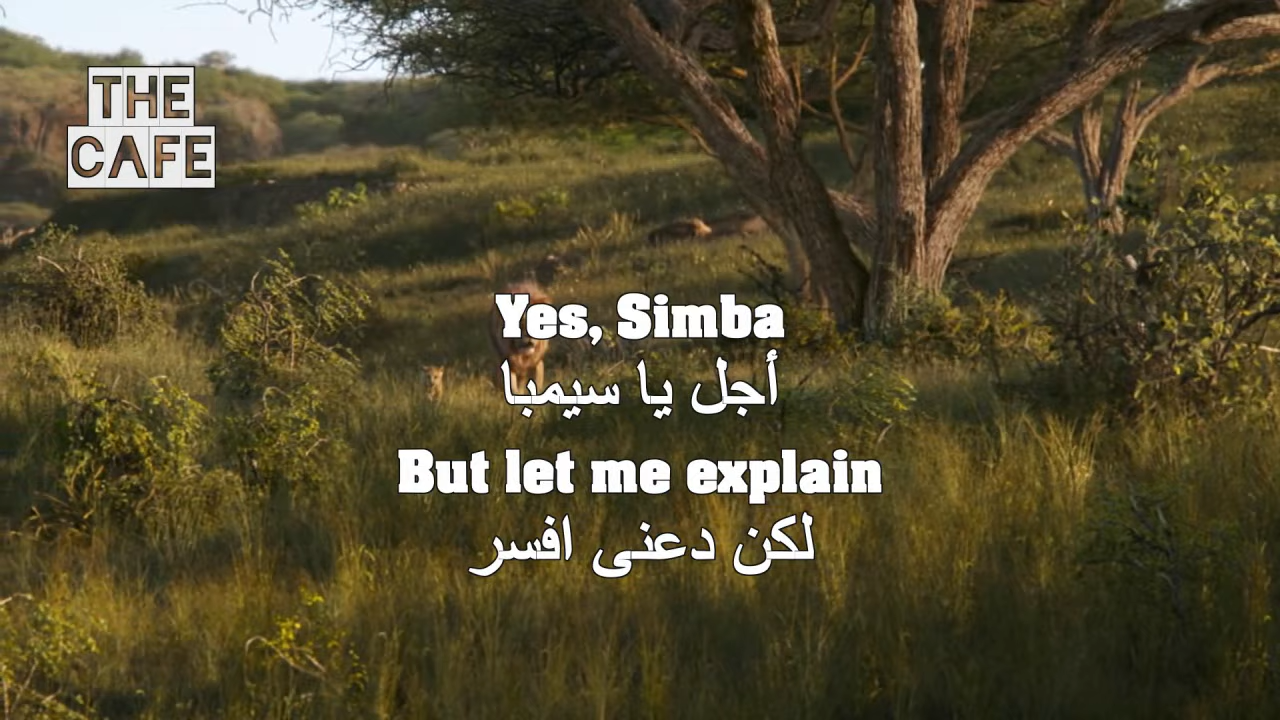 THE
CAFE
Yes, Simba
أجل يا سيمبا
But let me explain
لكن دعنى افسر